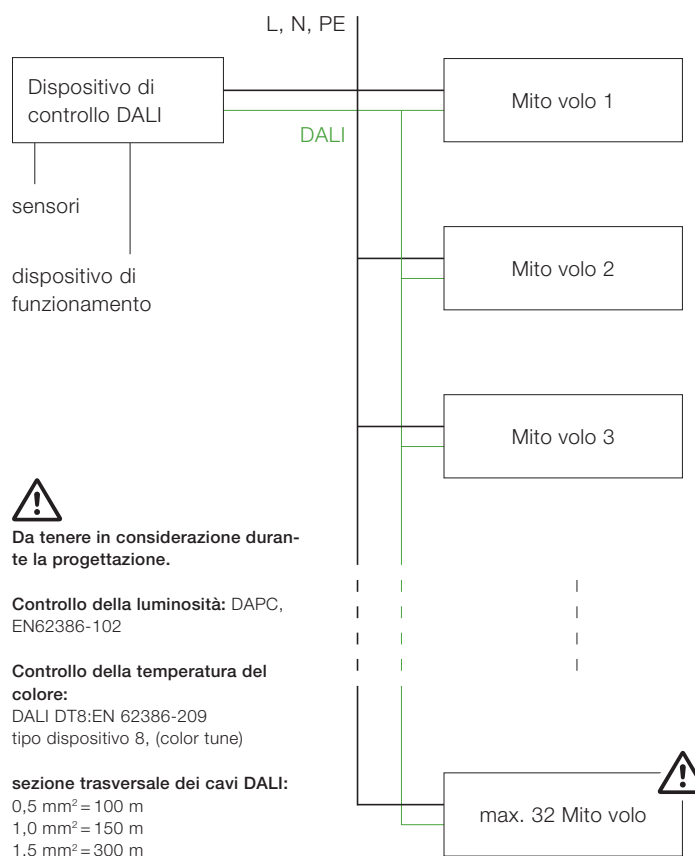 L, N, PE
Dispositivo di
controllo DALI
DALI
Mito volo 1
sensori
dispositivo di
funzionamento
Mito volo 2
Mito volo 3
Da tenere in considerazione duran-
te la progettazione.
Controllo della luminosità: DAPC,
EN62386-102
Controllo della temperatura del
colore:
DALI DT8:EN 62386-209
tipo dispositivo 8, (color tune)
sezione trasversale dei cavi DALI:
0,5 mm² = 100 m
1,0 mm² = 150 m
1,5 mm² = 300 m
max. 32 Mito volo